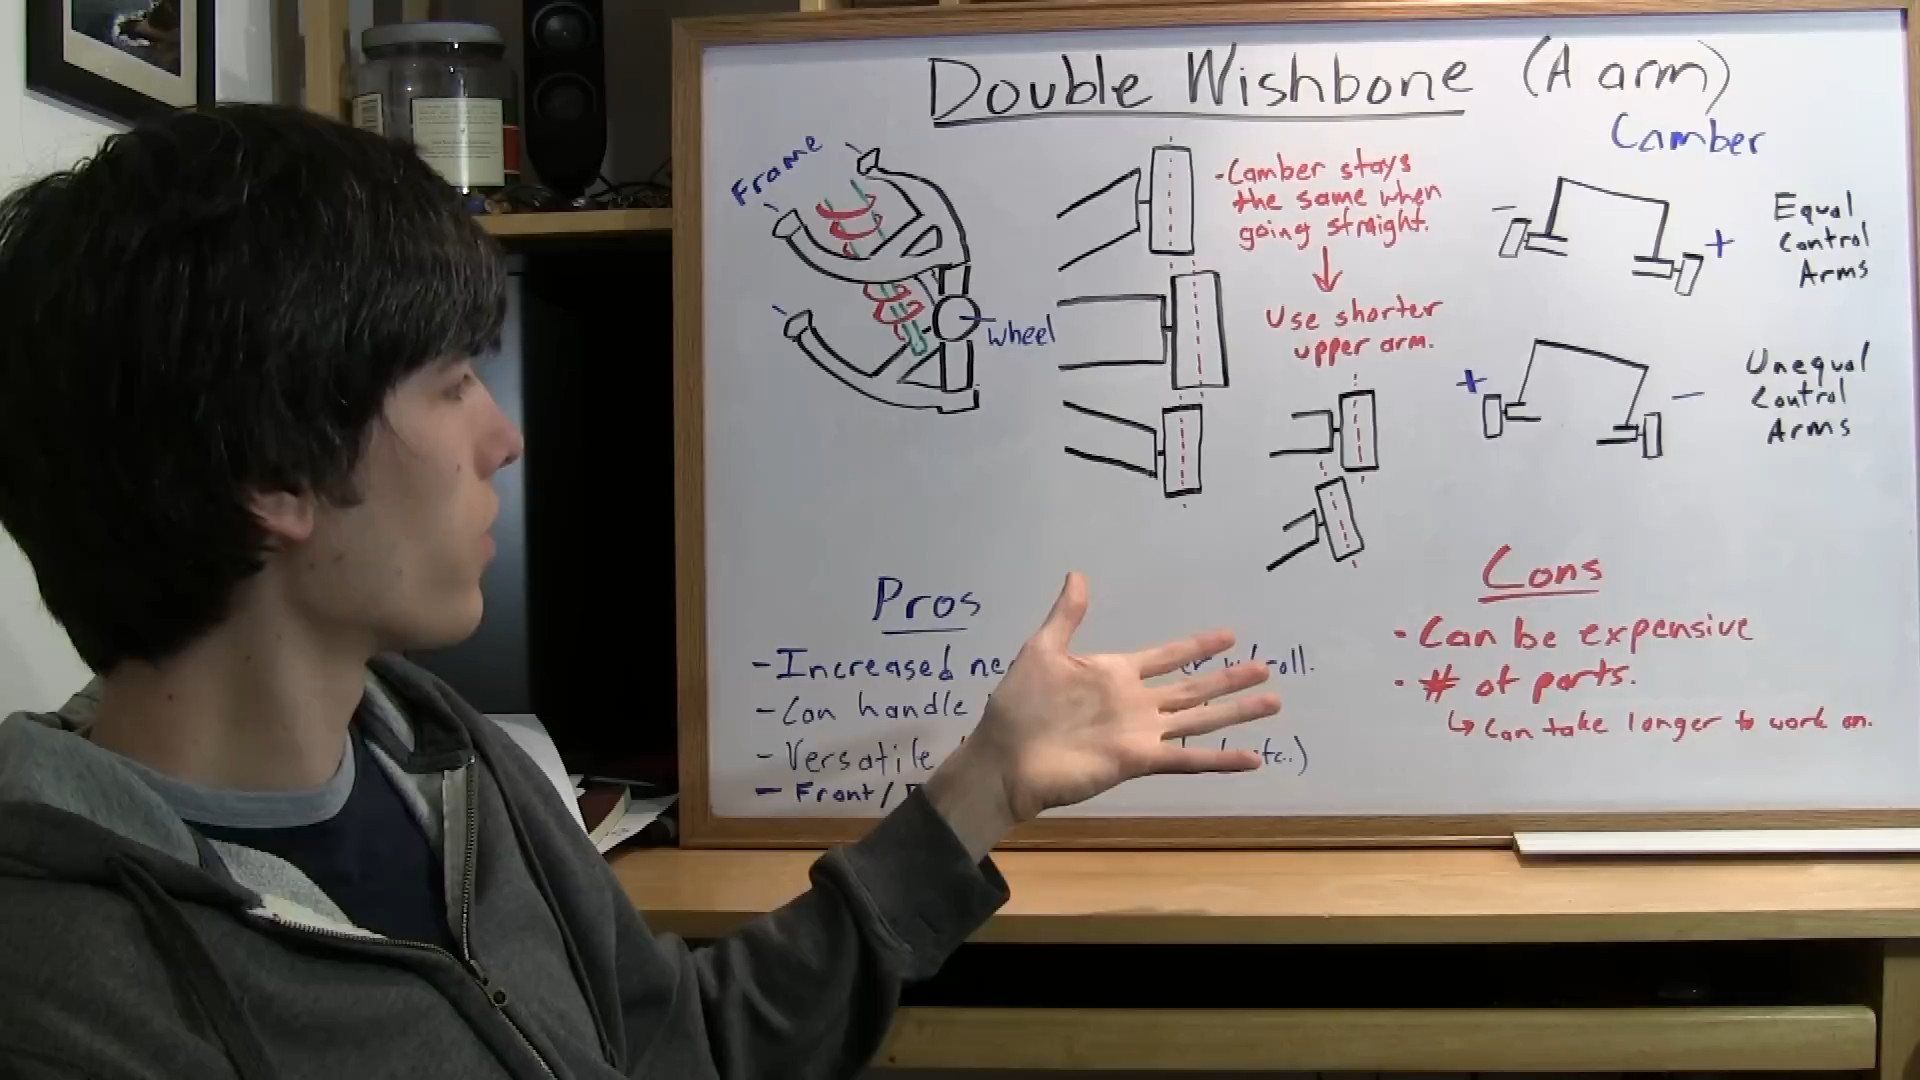 Double Wishbone (A arm)
Camber
Frame
wheel
-Camber stays
the same when
going straight.
Use shorter
upper arm.
- +
Equal
Control
Arms
+ -
Unequal
Control
Arms
Pros
-Increased w/ roll.
-Can handle
-Versatile etc.)
-Front/
Cons
·Can be expensive
·# of parts.
↳ Can take longer to work on.